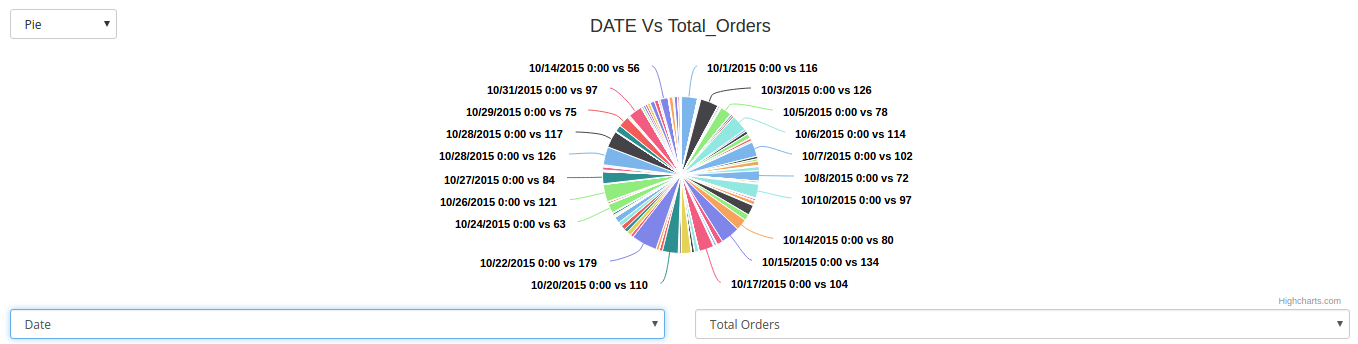 Pie
DATE Vs Total_Orders
10/14/2015 0:00 vs 56
10/1/2015 0:00 vs 116
10/31/2015 0:00 vs 97
10/3/2015 0:00 vs 126
10/29/2015 0:00 vs 75
10/5/2015 0:00 vs 78
10/28/2015 0:00 vs 117
10/6/2015 0:00 vs 114
10/28/2015 0:00 vs 126
10/7/2015 0:00 vs 102
10/27/2015 0:00 vs 84
10/8/2015 0:00 vs 72
10/26/2015 0:00 vs 121
10/10/2015 0:00 vs 97
10/24/2015 0:00 vs 63
10/14/2015 0:00 vs 80
10/22/2015 0:00 vs 179
10/15/2015 0:00 vs 134
10/20/2015 0:00 vs 110
10/17/2015 0:00 vs 104
Highcharts.com
Date
Total Orders